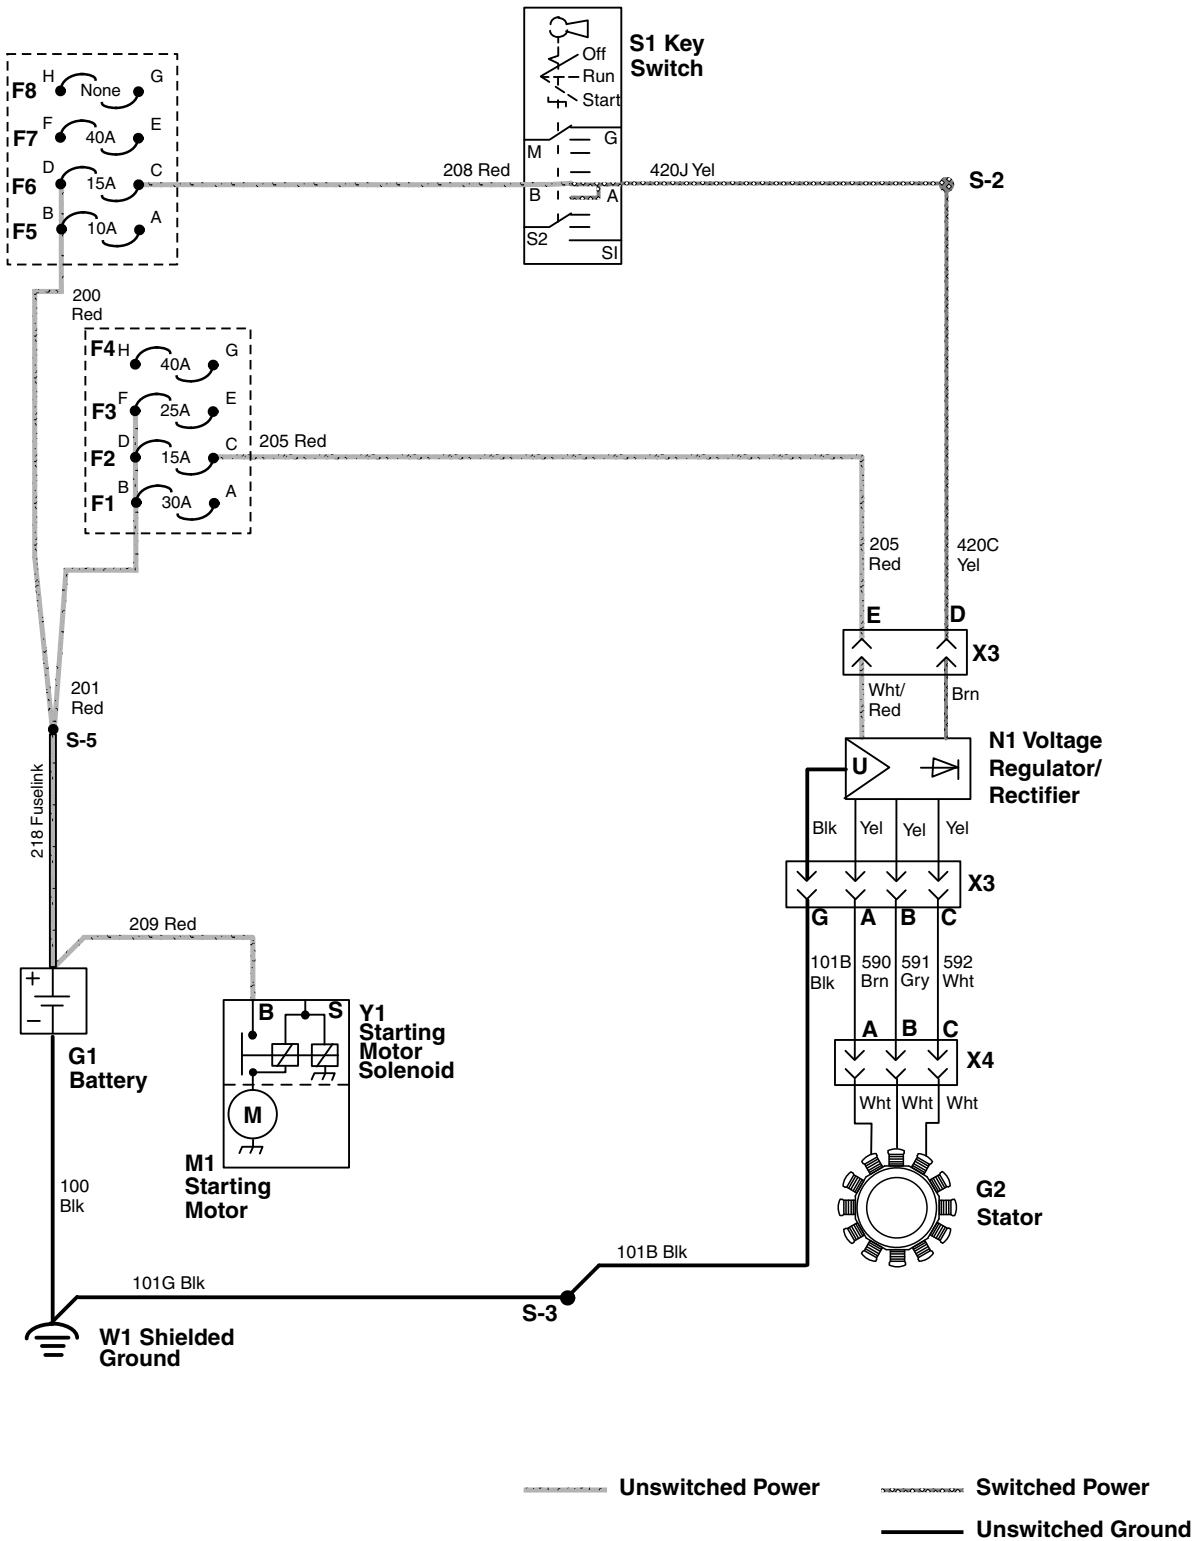 S1 Key
Switch
Off
Run
Start
M
G
B
A
S2
SI
F8
H
None
G
F7
F
40A
E
F6
D
15A
C
F5
B
10A
A
208 Red
420J Yel
S-2
200
Red
F4
H
40A
G
F3
F
25A
E
F2
D
15A
C
F1
B
30A
A
205 Red
205
Red
420C
Yel
E
D
X3
Wht/
Red
Brn
201
Red
S-5
218 Fuselink
N1 Voltage
Regulator/
Rectifier
U
Blk
Yel
Yel
Yel
X3
G
A
B
C
101B
Blk
590
Brn
591
Gry
592
Wht
209 Red
+
–
G1
Battery
B
S
Y1
Starting
Motor
Solenoid
M
M1
Starting
Motor
A
B
C
X4
Wht
Wht
Wht
G2
Stator
100
Blk
101B Blk
101G Blk
S-3
W1 Shielded
Ground
Unswitched Power
Switched Power
Unswitched Ground